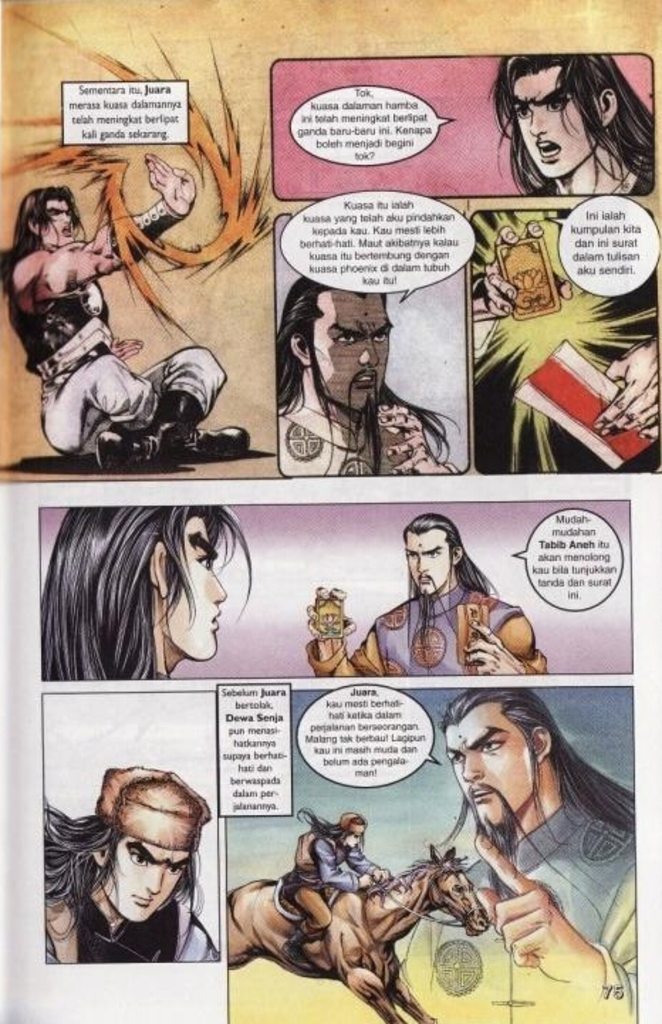 Sementara itu, Juara
merasa kuasa dalamannya
telah meningkat berlipat
kali ganda sekarang.
Tok,
kuasa dalaman hamba
ini telah meningkat berlipat
ganda baru-baru ini. Kenapa
boleh menjadi begini
tok?
Kuasa itu ialah
kuasa yang telah aku pindahkan
kepada kau. Kau mesti lebih
berhati-hati. Maut akibatnya kalau
kuasa itu bertembung dengan
kuasa phoenix di dalam tubuh
kau itu!
Ini ialah
kumpulan kita
dan ini surat
dalam tulisan
aku sendiri.
Mudah-
mudahan
Tabib Aneh itu
akan menolong
kau bila tunjukkan
tanda dan surat
ini.
Sebelum Juara
bertolak,
Dewa Senja
pun menasi-
hatkannya
supaya berhati-
hati dan
berwaspada
dalam per-
jalanannya.
Juara,
kau mesti berhati-
hati ketika dalam
perjalanan berseorangan.
Malang tak berbau! Lagipun
kau ini masih muda dan
belum ada pengala-
man!
75